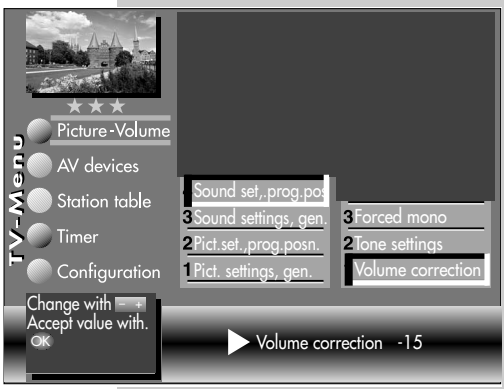 TV-Menu
Picture-Volume
AV devices
Station table
Timer
Configuration
Sound set,.prog.pos
3 Sound settings, gen.
2 Pict.set.,prog.posn.
1 Pict. settings, gen.
3 Forced mono
2 Tone settings
Volume correction
Change with - +
Accept value with.
OK
Volume correction -15